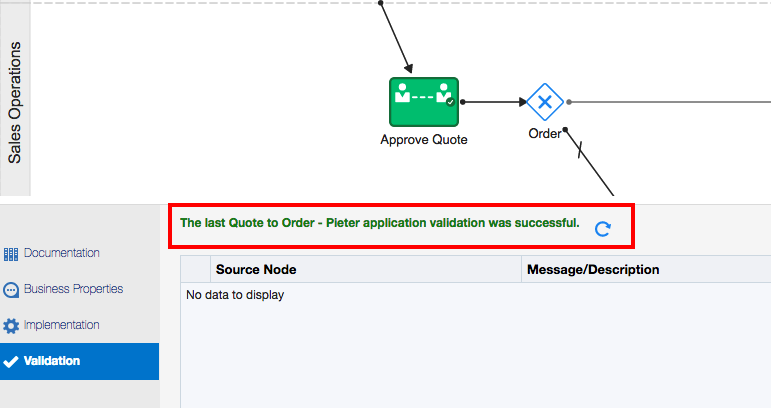 Sales Operations
Approve Quote
Order
The last Quote to Order - Pieter application validation was successful.
Documentation
Business Properties
Implementation
Validation
Source Node
Message/Description
No data to display